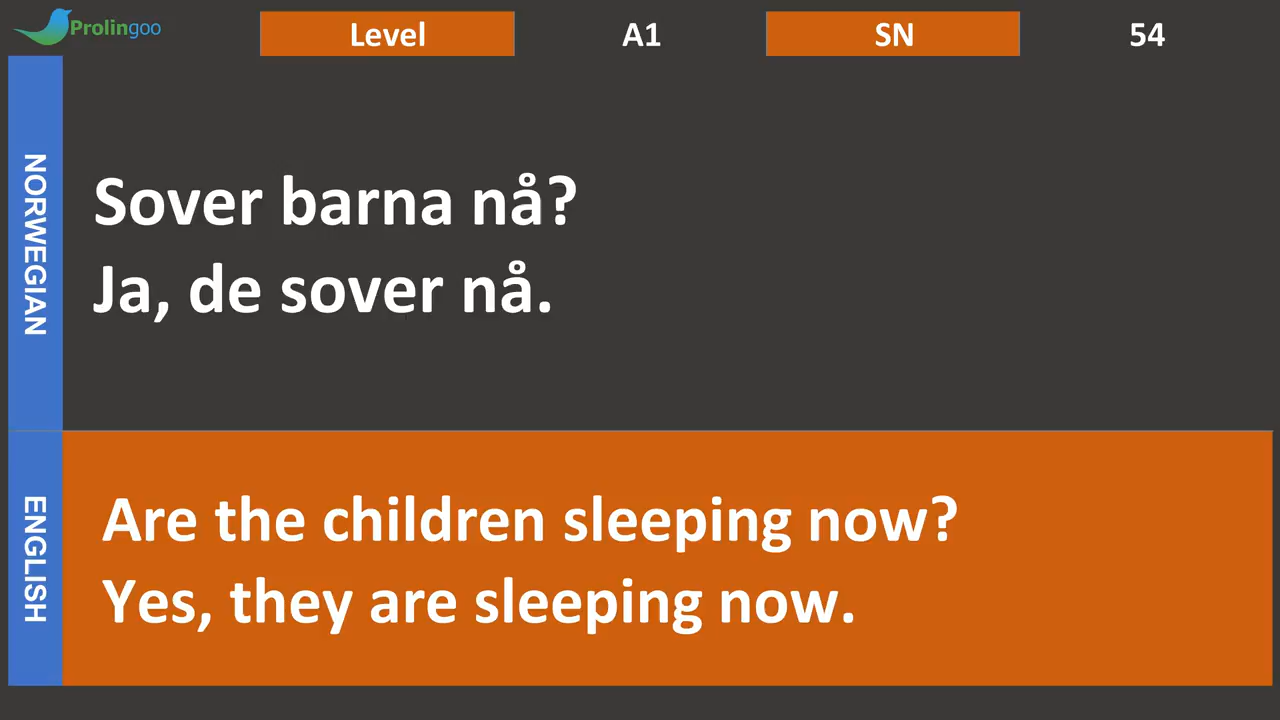 Prolingoo
Level
A1
SN
54
NORWEGIAN
Sover barna nå?
Ja, de sover nå.
ENGLISH
Are the children sleeping now?
Yes, they are sleeping now.